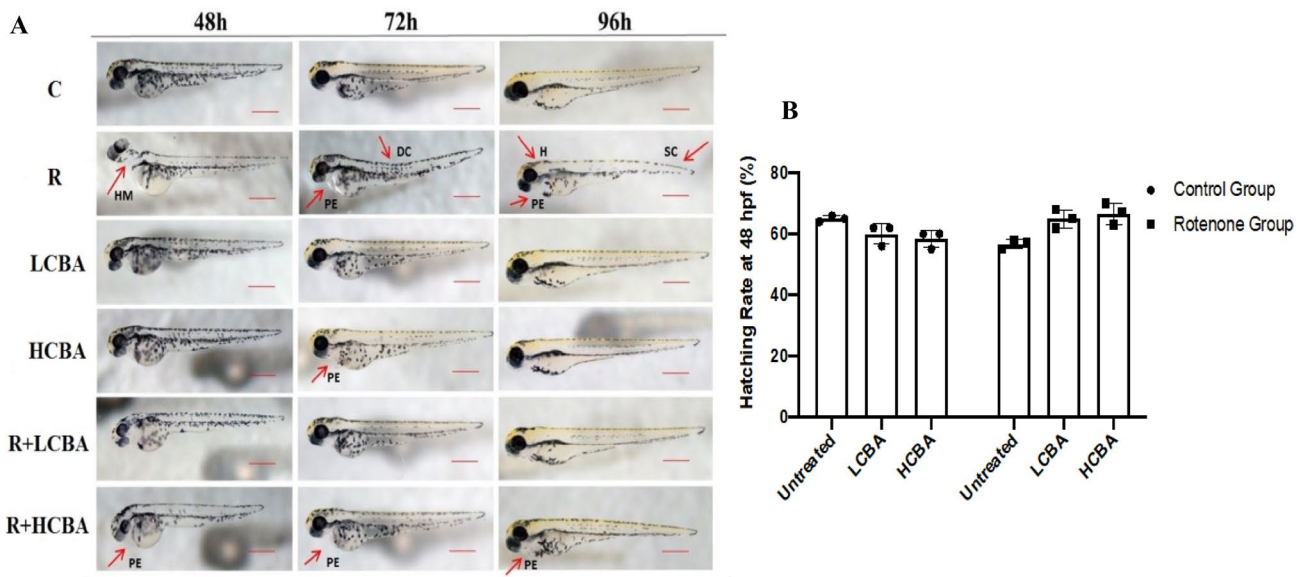 A
48h 72h 96h
C
R
HM
PE
DC
H
SC
PE
LCBA
HCBA
PE
R+LCBA
R+HCBA
PE
PE
PE
B
Hatching Rate at 48 hpf (%)
80
60
40
20
0
Untreated
LCBA
HCBA
Untreated
LCBA
HCBA
Control Group
Rotenone Group